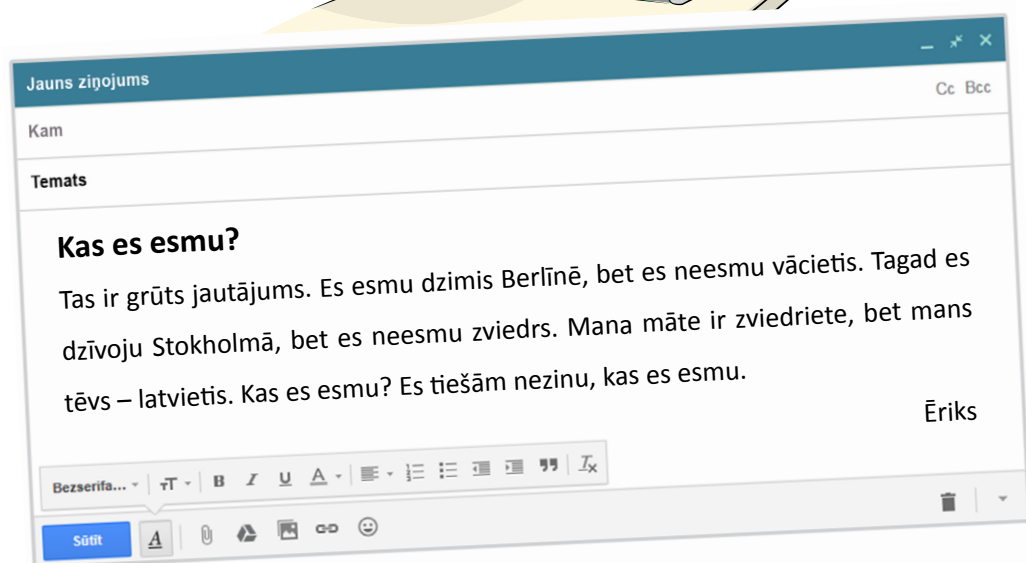 Jauns ziņojums
Kam
Cc Bcc
Temats
Kas es esmu?
Tas ir grūts jautājums. Es esmu dzimis Berlīnē, bet es neesmu vācietis. Tagad es
dzīvoju Stokholmā, bet es neesmu zviedrs. Mana māte ir zviedriete, bet mans
tēvs – latvietis. Kas es esmu? Es tiešām nezinu, kas es esmu.
Ēriks
Bezserifa... B I U A
Sūtīt A